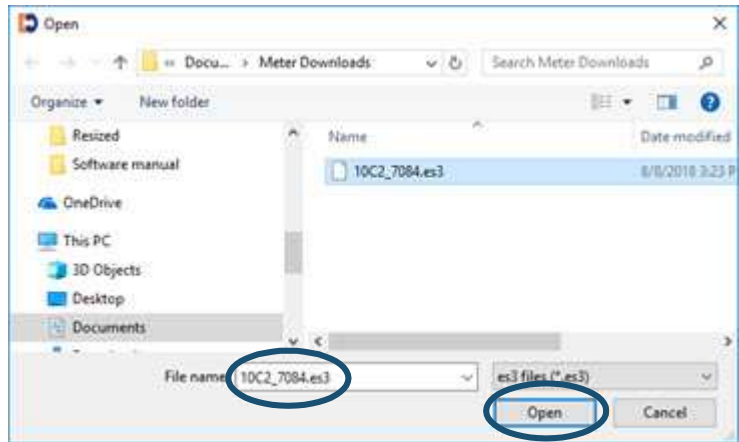 Open
« Docu... › Meter Downloads
Search Meter Downloads
Organize
New folder
Resized
Software manual
OneDrive
This PC
3D Objects
Desktop
Documents
Name
Date modified
10C2_7084.es3
8/8/2018 3:23 P
File name:
10C2_7084.es3
es3 files (*.es3)
Open
Cancel